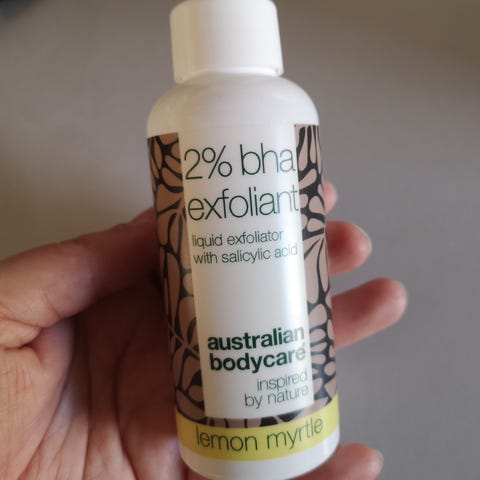 2% bha
exfoliant
liquid exfoliator
with salicylic acid
australian
bodycare®
inspired
by nature
lemon myrtle